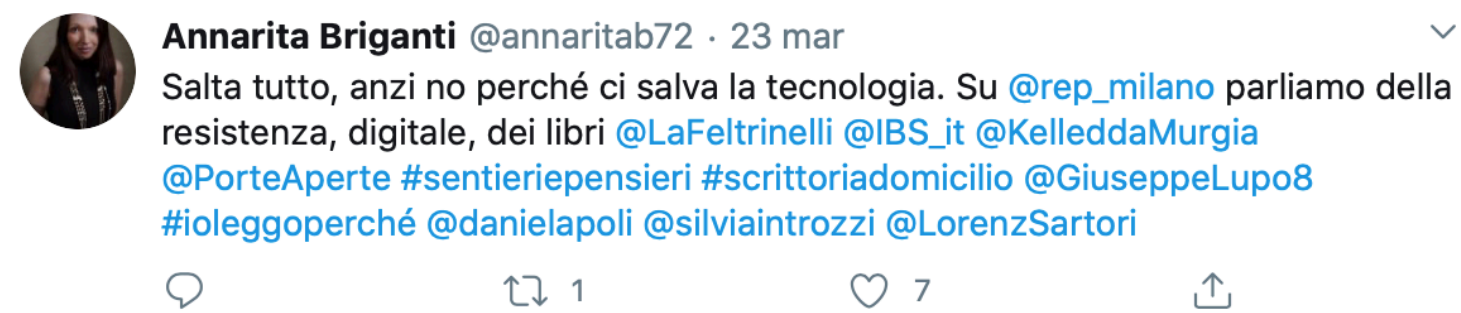 Annarita Briganti @annaritab72 · 23 mar
Salta tutto, anzi no perché ci salva la tecnologia. Su @rep_milano parliamo della
resistenza, digitale, dei libri @LaFeltrinelli @IBS_it @KelleddaMurgia
@PorteAperte #sentieriepensieri #scrittoriadomicilio @GiuseppeLupo8
#ioleggoperché @danielapoli @silviaintrozzi @LorenzSartori
1 7